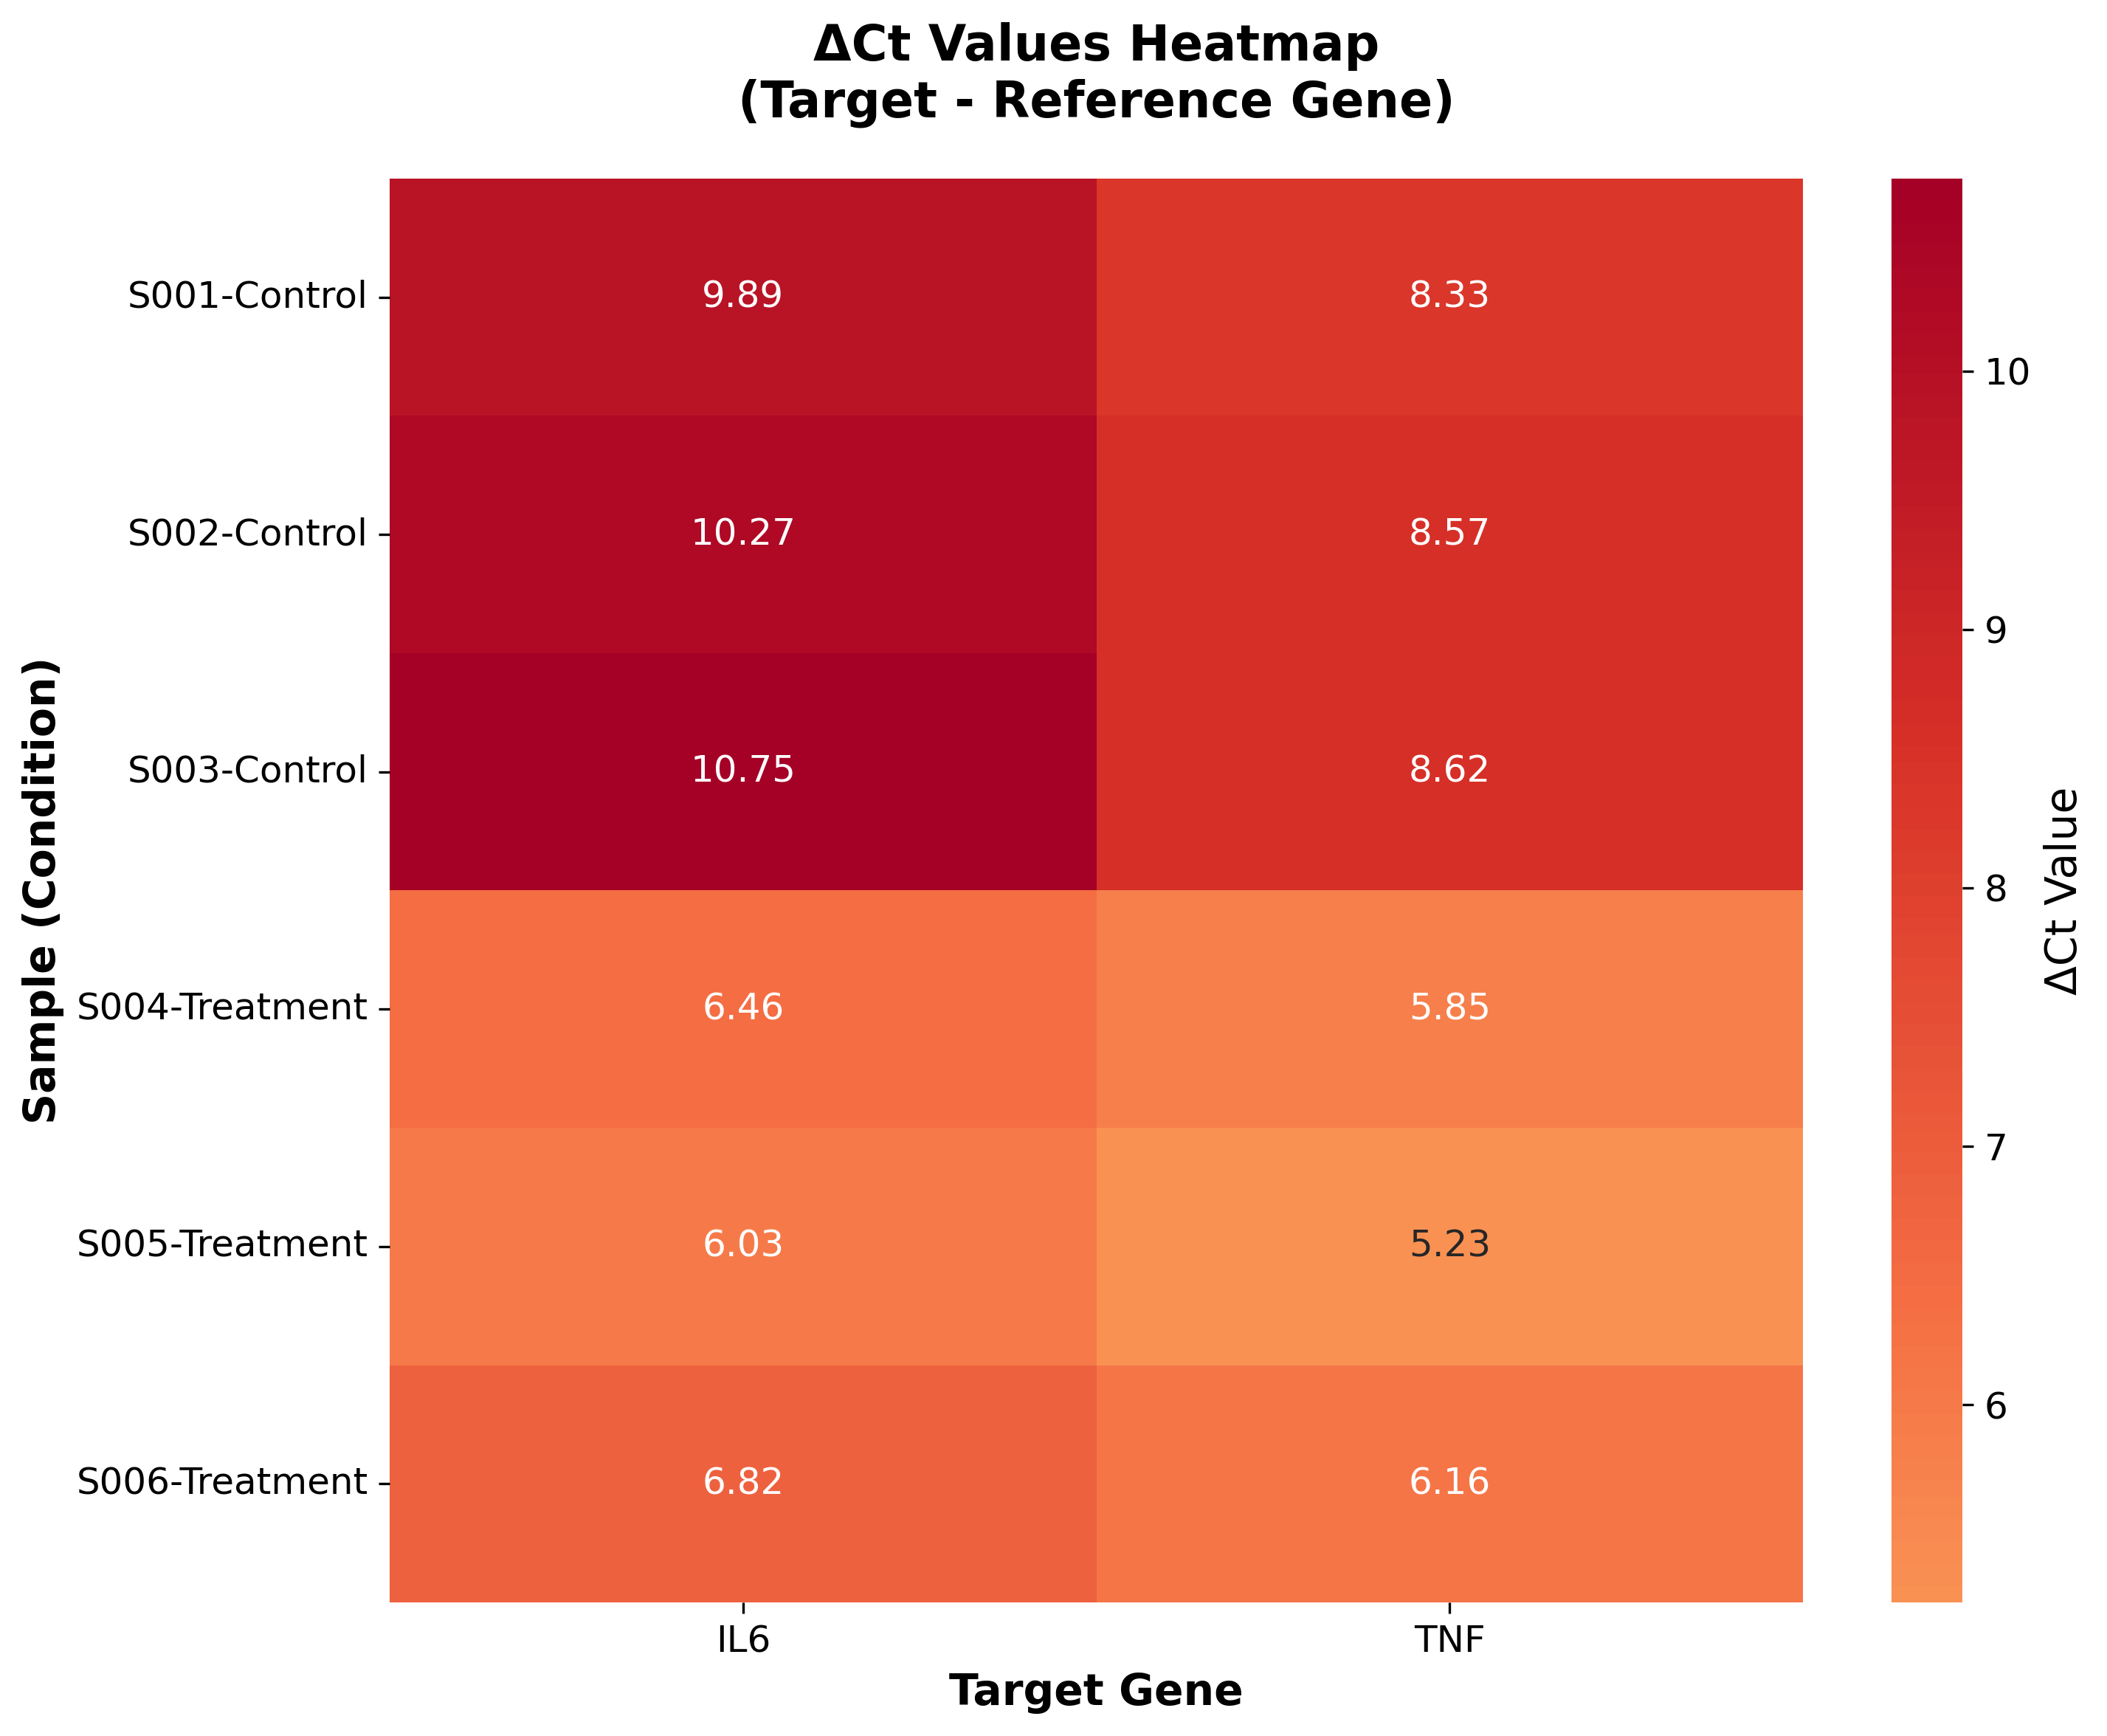 ΔCt Values Heatmap
(Target - Reference Gene)
Sample (Condition)
S001-Control
9.89
8.33
S002-Control
10.27
8.57
S003-Control
10.75
8.62
S004-Treatment
6.46
5.85
S005-Treatment
6.03
5.23
S006-Treatment
6.82
6.16
IL6
TNF
Target Gene
10
9
8
7
6
ΔCt Value